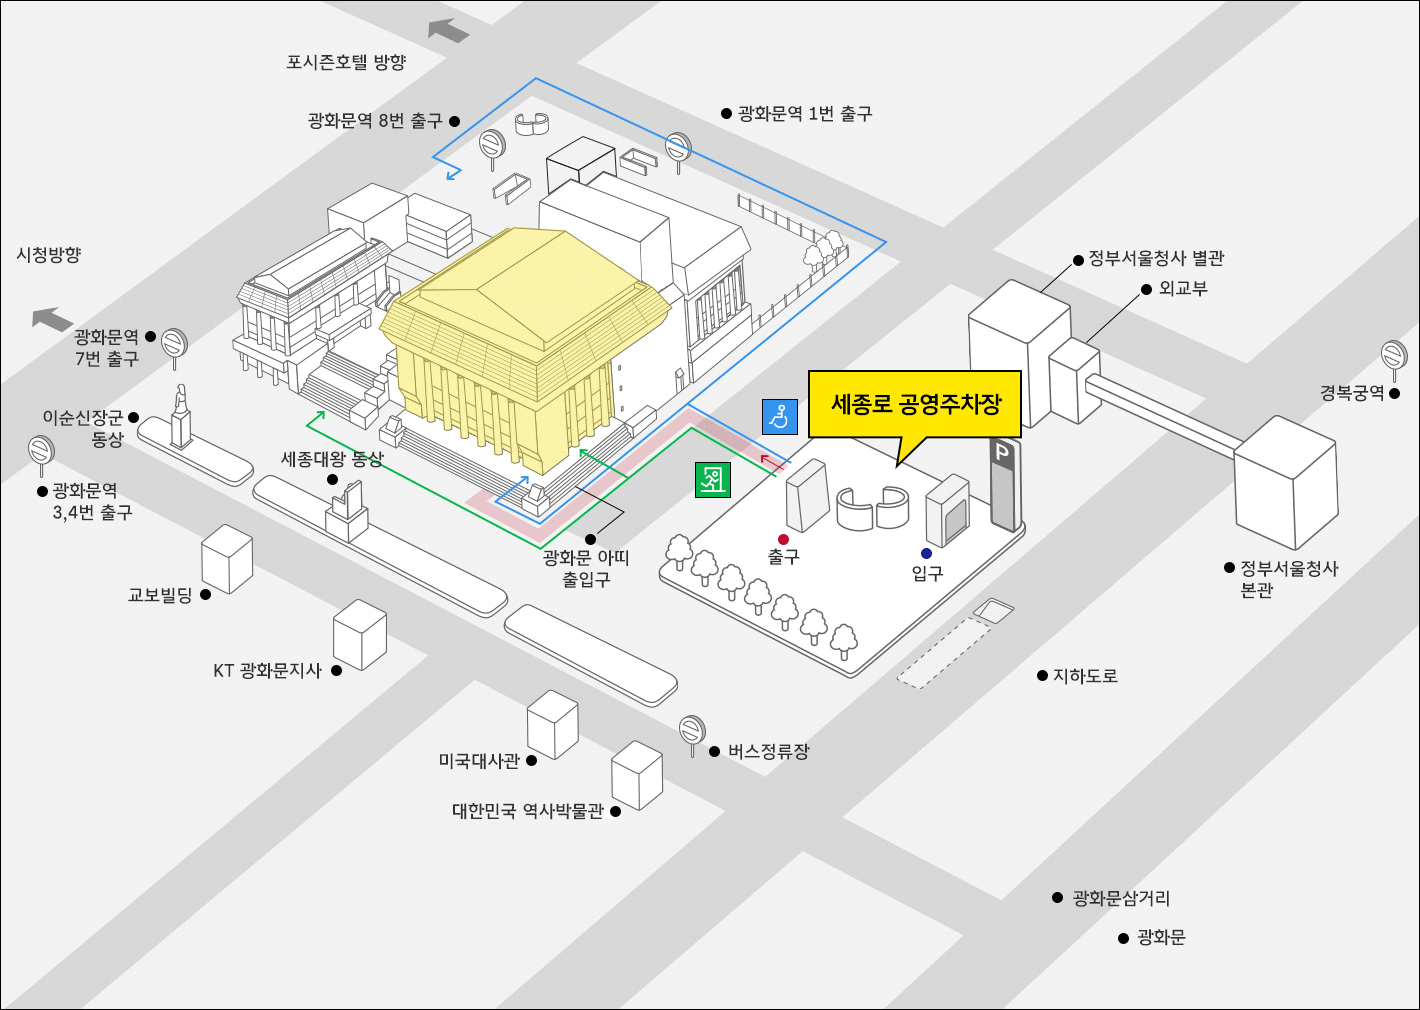 포시즌호텔 방향
광화문역 8번 출구
광화문역 1번 출구
시청방향
정부서울청사 별관
외교부
광화문역
7번 출구
경복궁역
세종로 공영주차장
이순신장군
동상
P
세종대왕 동상
광화문역
3,4번 출구
광화문 아띠
출입구
출구
입구
정부서울청사
본관
교보빌딩
KT 광화문지사
지하도로
미국대사관
버스정류장
대한민국 역사박물관
광화문삼거리
광화문